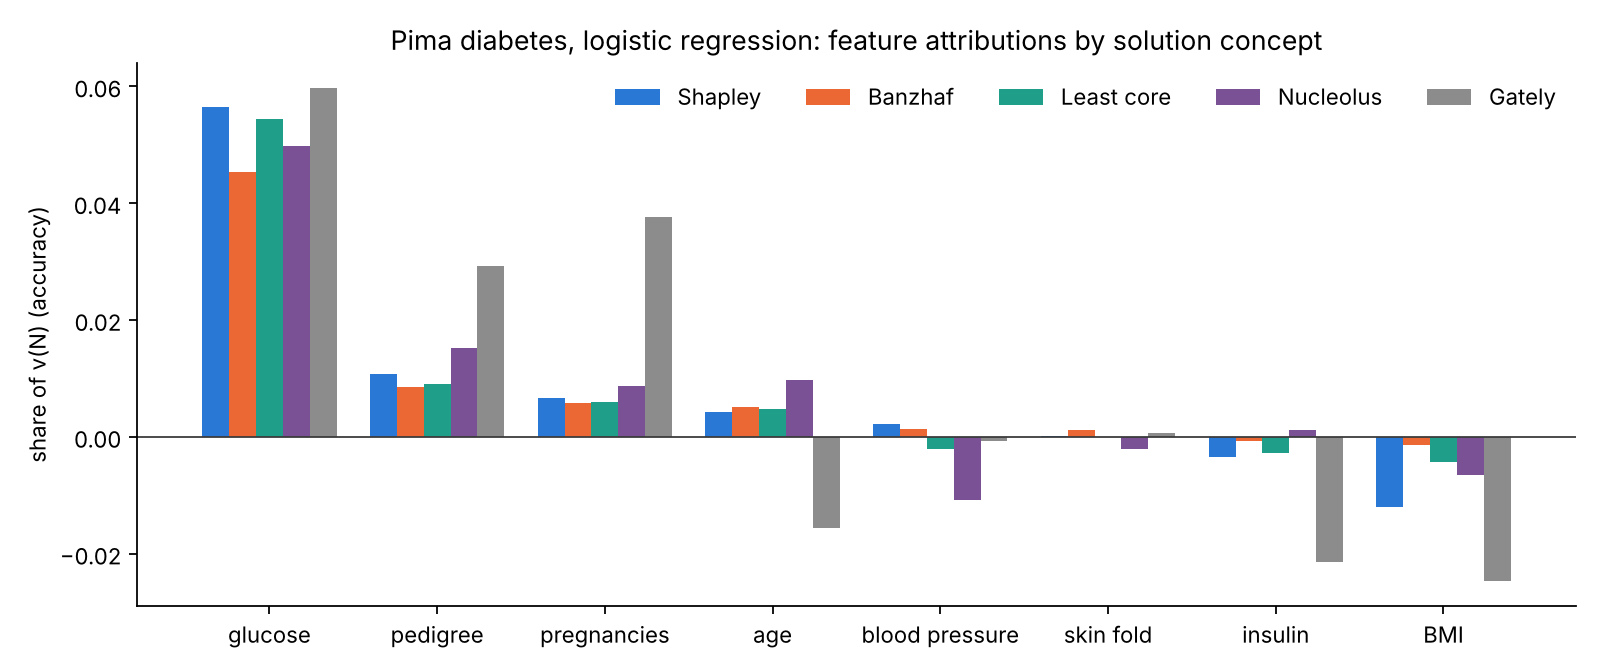 Pima diabetes, logistic regression: feature attributions by solution concept
Shapley Banzhaf Least core Nucleolus Gately
share of v(N) (accuracy)
0.06
0.04
0.02
0.00
−0.02
glucose pedigree pregnancies age blood pressure skin fold insulin BMI